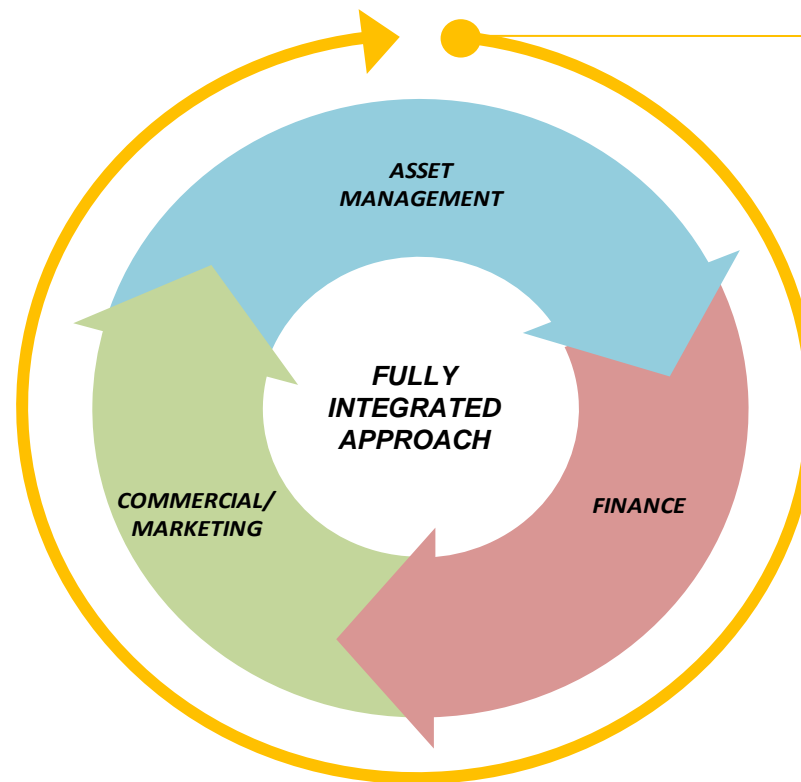 ASSET
MANAGEMENT
FULLY
INTEGRATED
APPROACH
COMMERCIAL/
MARKETING
FINANCE